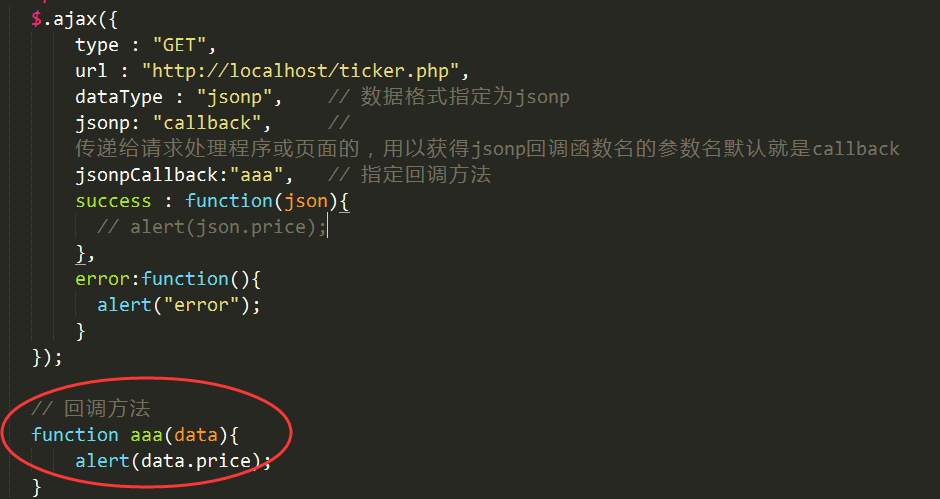 $.ajax({
type : "GET",
url : "http://localhost/ticker.php",
dataType : "jsonp", // 数据格式指定为jsonp
jsonp: "callback", //
传递给请求处理程序或页面的，用以获得jsonp回调函数名的参数名默认就是callback
jsonpCallback:"aaa", // 指定回调方法
success : function(json){
// alert(json.price);
},
error:function(){
alert("error");
}
});
// 回调方法
function aaa(data){
alert(data.price);
}